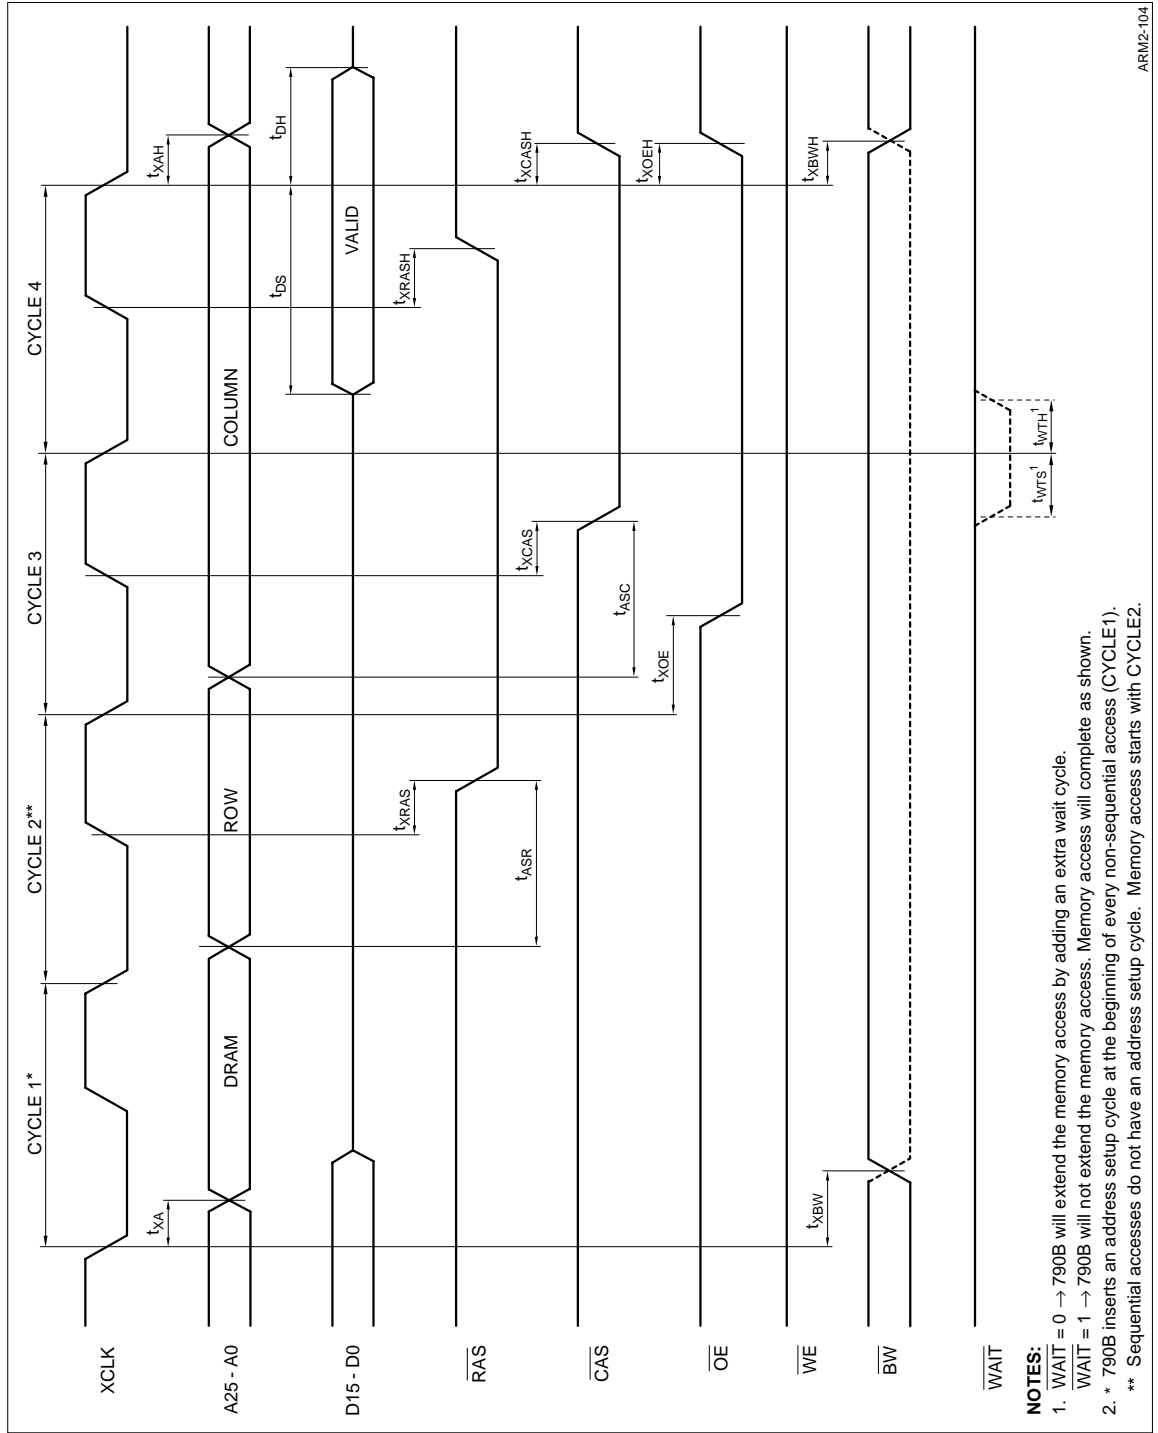 CYCLE 1*
CYCLE 2**
CYCLE 3
CYCLE 4
XCLK
tXA
tXAH
A25 - A0
DRAM
ROW
COLUMN
tDS
tDH
D15 - D0
VALID
tXRAS
tXRASH
RAS
tASR
tXCAS
tXCASH
CAS
tASC
tXOE
tXOEH
OE
WE
tXBW
tXBWH
BW
WAIT
tWTS1
tWTH1
NOTES:
1. WAIT = 0 → 790B will extend the memory access by adding an extra wait cycle.
WAIT = 1 → 790B will not extend the memory access. Memory access will complete as shown.
2. * 790B inserts an address setup cycle at the beginning of every non-sequential access (CYCLE1).
** Sequential accesses do not have an address setup cycle. Memory access starts with CYCLE2.
ARM2-104